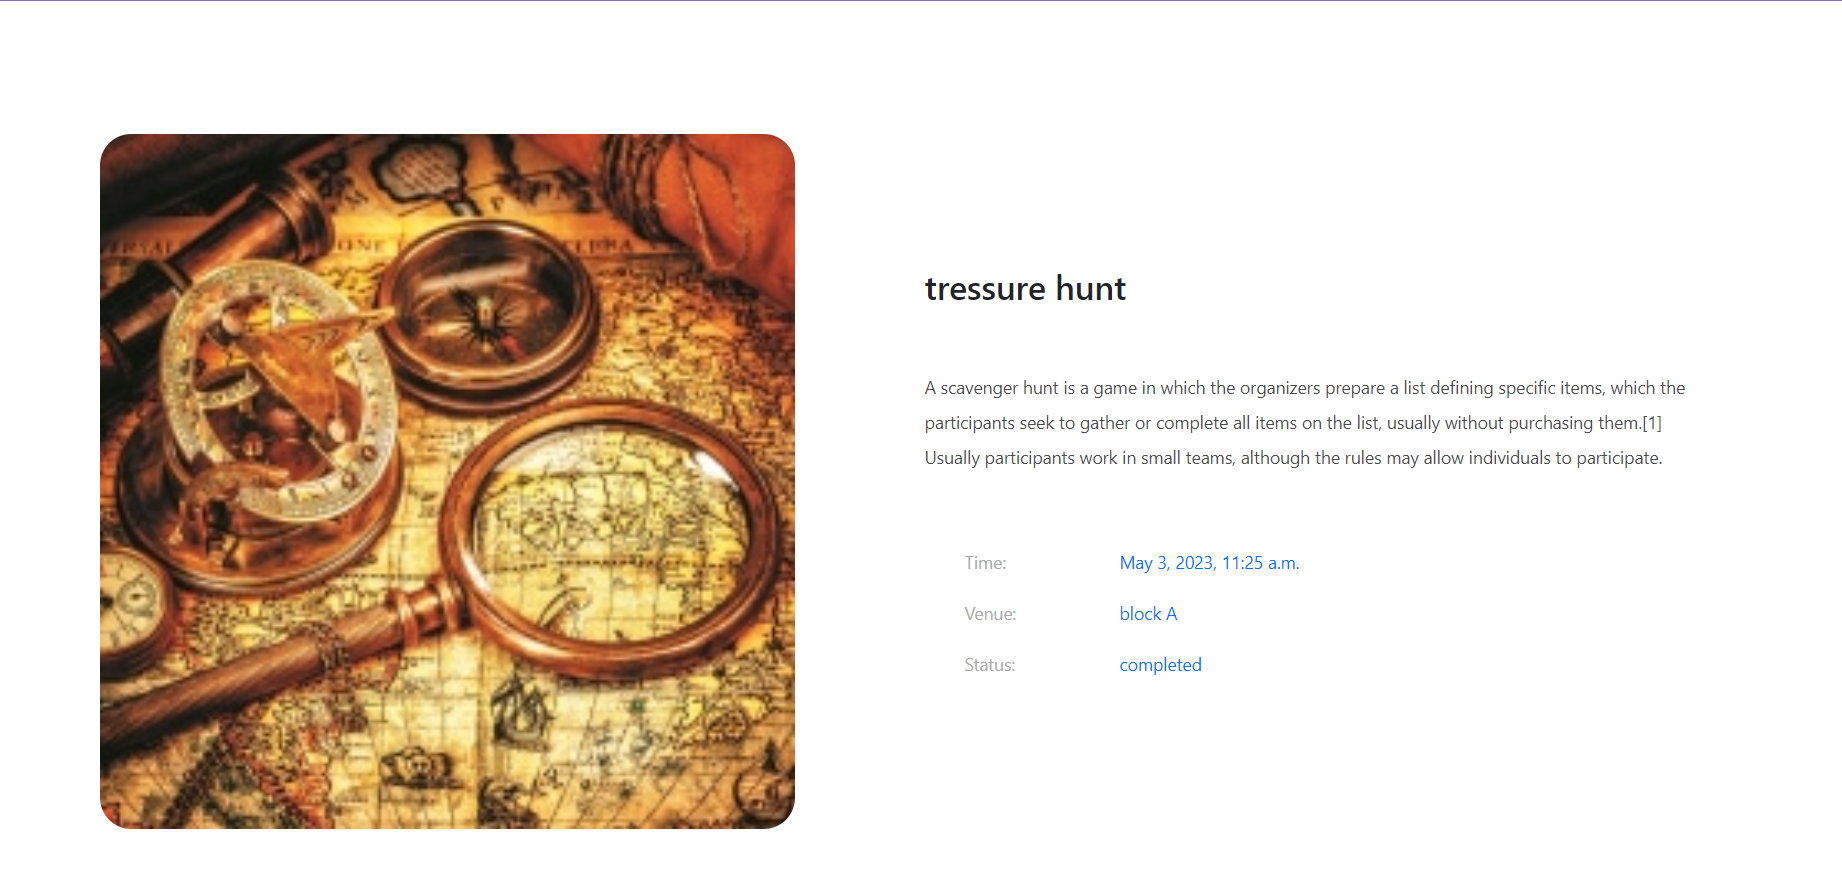 tressure hunt
A scavenger hunt is a game in which the organizers prepare a list defining specific items, which the
participants seek to gather or complete all items on the list, usually without purchasing them.[1]
Usually participants work in small teams, although the rules may allow individuals to participate.
Time: May 3, 2023, 11:25 a.m.
Venue: block A
Status: completed